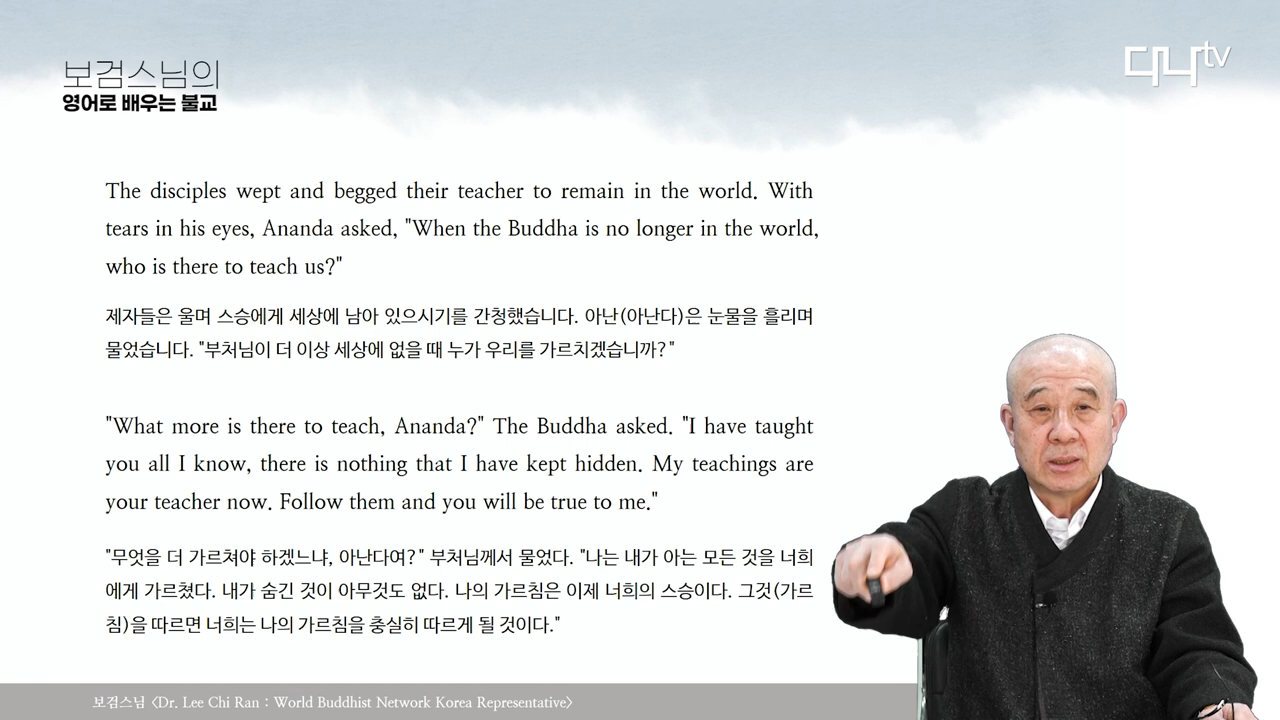 보검스님의
영어로 배우는 불교
디나tv
The disciples wept and begged their teacher to remain in the world. With
tears in his eyes, Ananda asked, "When the Buddha is no longer in the world,
who is there to teach us?"
제자들은 울며 스승에게 세상에 남아 있으시기를 간청했습니다. 아난(아난다)은 눈물을 흘리며
물었습니다. "부처님이 더 이상 세상에 없을 때 누가 우리를 가르치겠습니까?"
"What more is there to teach, Ananda?" The Buddha asked. "I have taught
you all I know, there is nothing that I have kept hidden. My teachings are
your teacher now. Follow them and you will be true to me."
"무엇을 더 가르쳐야 하겠느냐, 아난다여?" 부처님께서 물었다. "나는 내가 아는 모든 것을 너희
에게 가르쳤다. 내가 숨긴 것이 아무것도 없다. 나의 가르침은 이제 너희의 스승이다. 그것(가르
침)을 따르면 너희는 나의 가르침을 충실히 따르게 될 것이다."
보검스님 <Dr. Lee Chi Ran : World Buddhist Network Korea Representative>